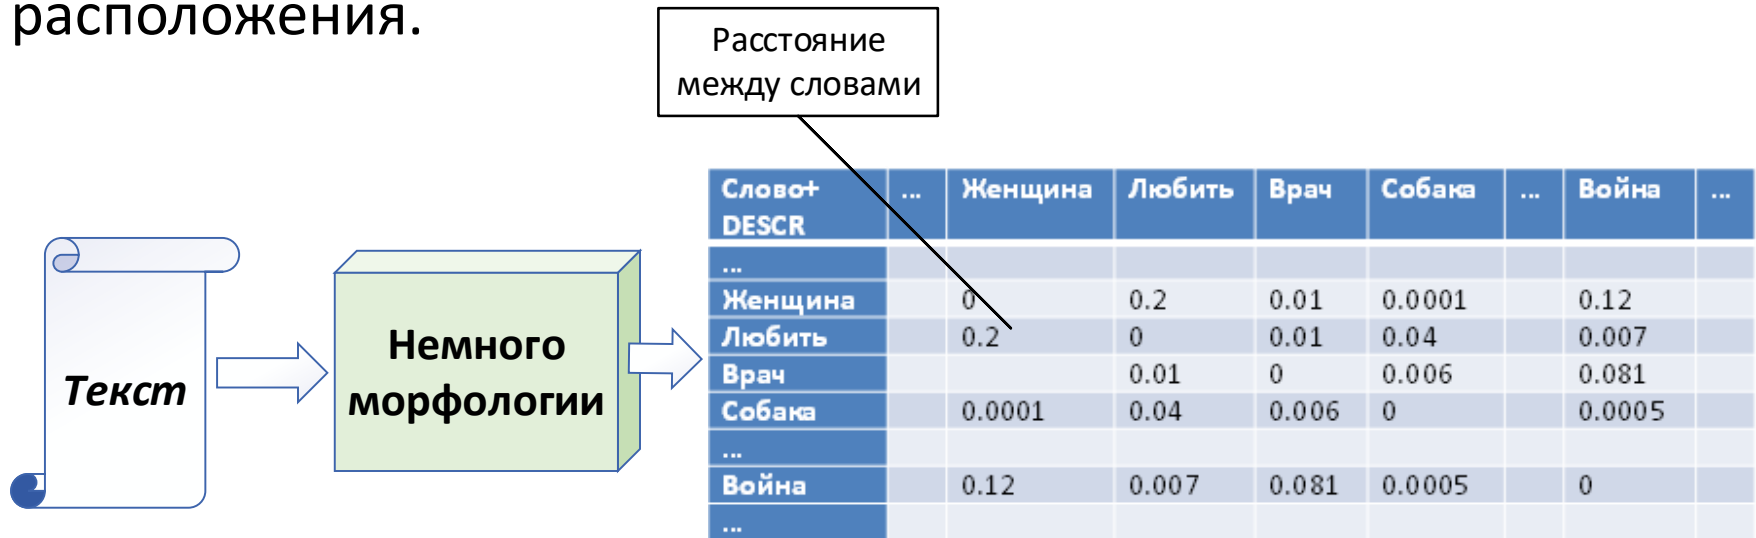 расположения.
Расстояние
между словами
Текст
Немного
морфологии
Слово+ ... Женщина Любить Врач Собака ... Война ...
DESCR
...
Женщина 0 0.2 0.01 0.0001 0.12
Любить 0.2 0 0.01 0.04 0.007
Врач 0.01 0 0.006 0.081
Собака 0.0001 0.04 0.006 0 0.0005
...
Война 0.12 0.007 0.081 0.0005 0
...